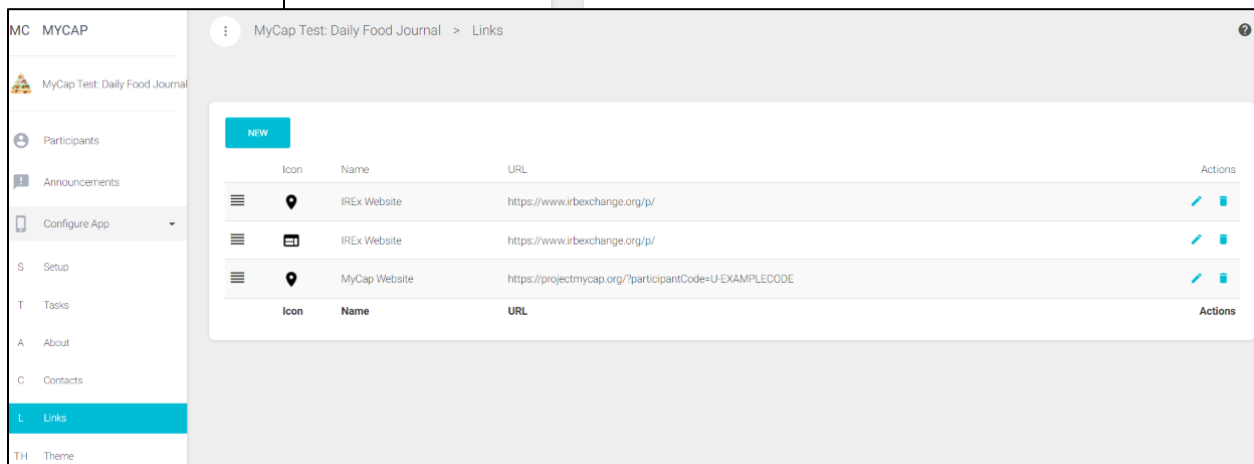 MC MYCAP
MyCap Test: Daily Food Journal > Links
MyCap Test: Daily Food Journal
Participants
Announcements
Configure App
S Setup
T Tasks
A About
C Contacts
L Links
TH Theme
NEW
Icon Name URL Actions
IREx Website https://www.irbexchange.org/p/
IREx Website https://www.irbexchange.org/p/
MyCap Website https://projectmycap.org/?participantCode=U-EXAMPLECODE
Icon Name URL Actions